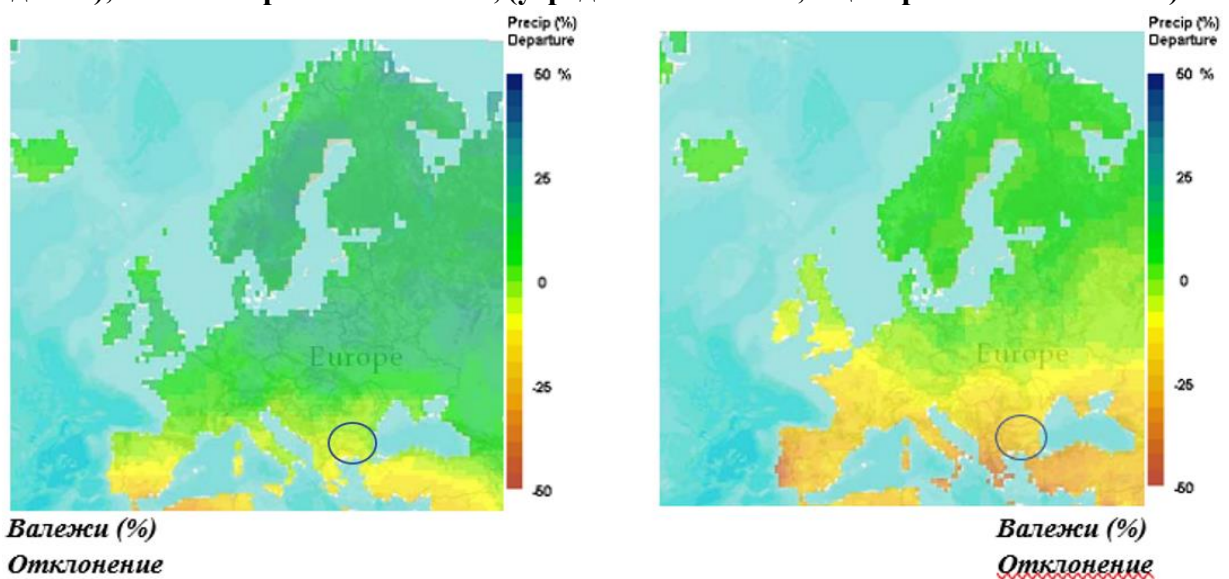 Precip (%)
Departure
50 %
25
0
-25
-50
Europe
Валежи (%)
Отклонение
Precip (%)
Departure
50 %
25
0
-25
-50
Europe
Валежи (%)
Отклонение